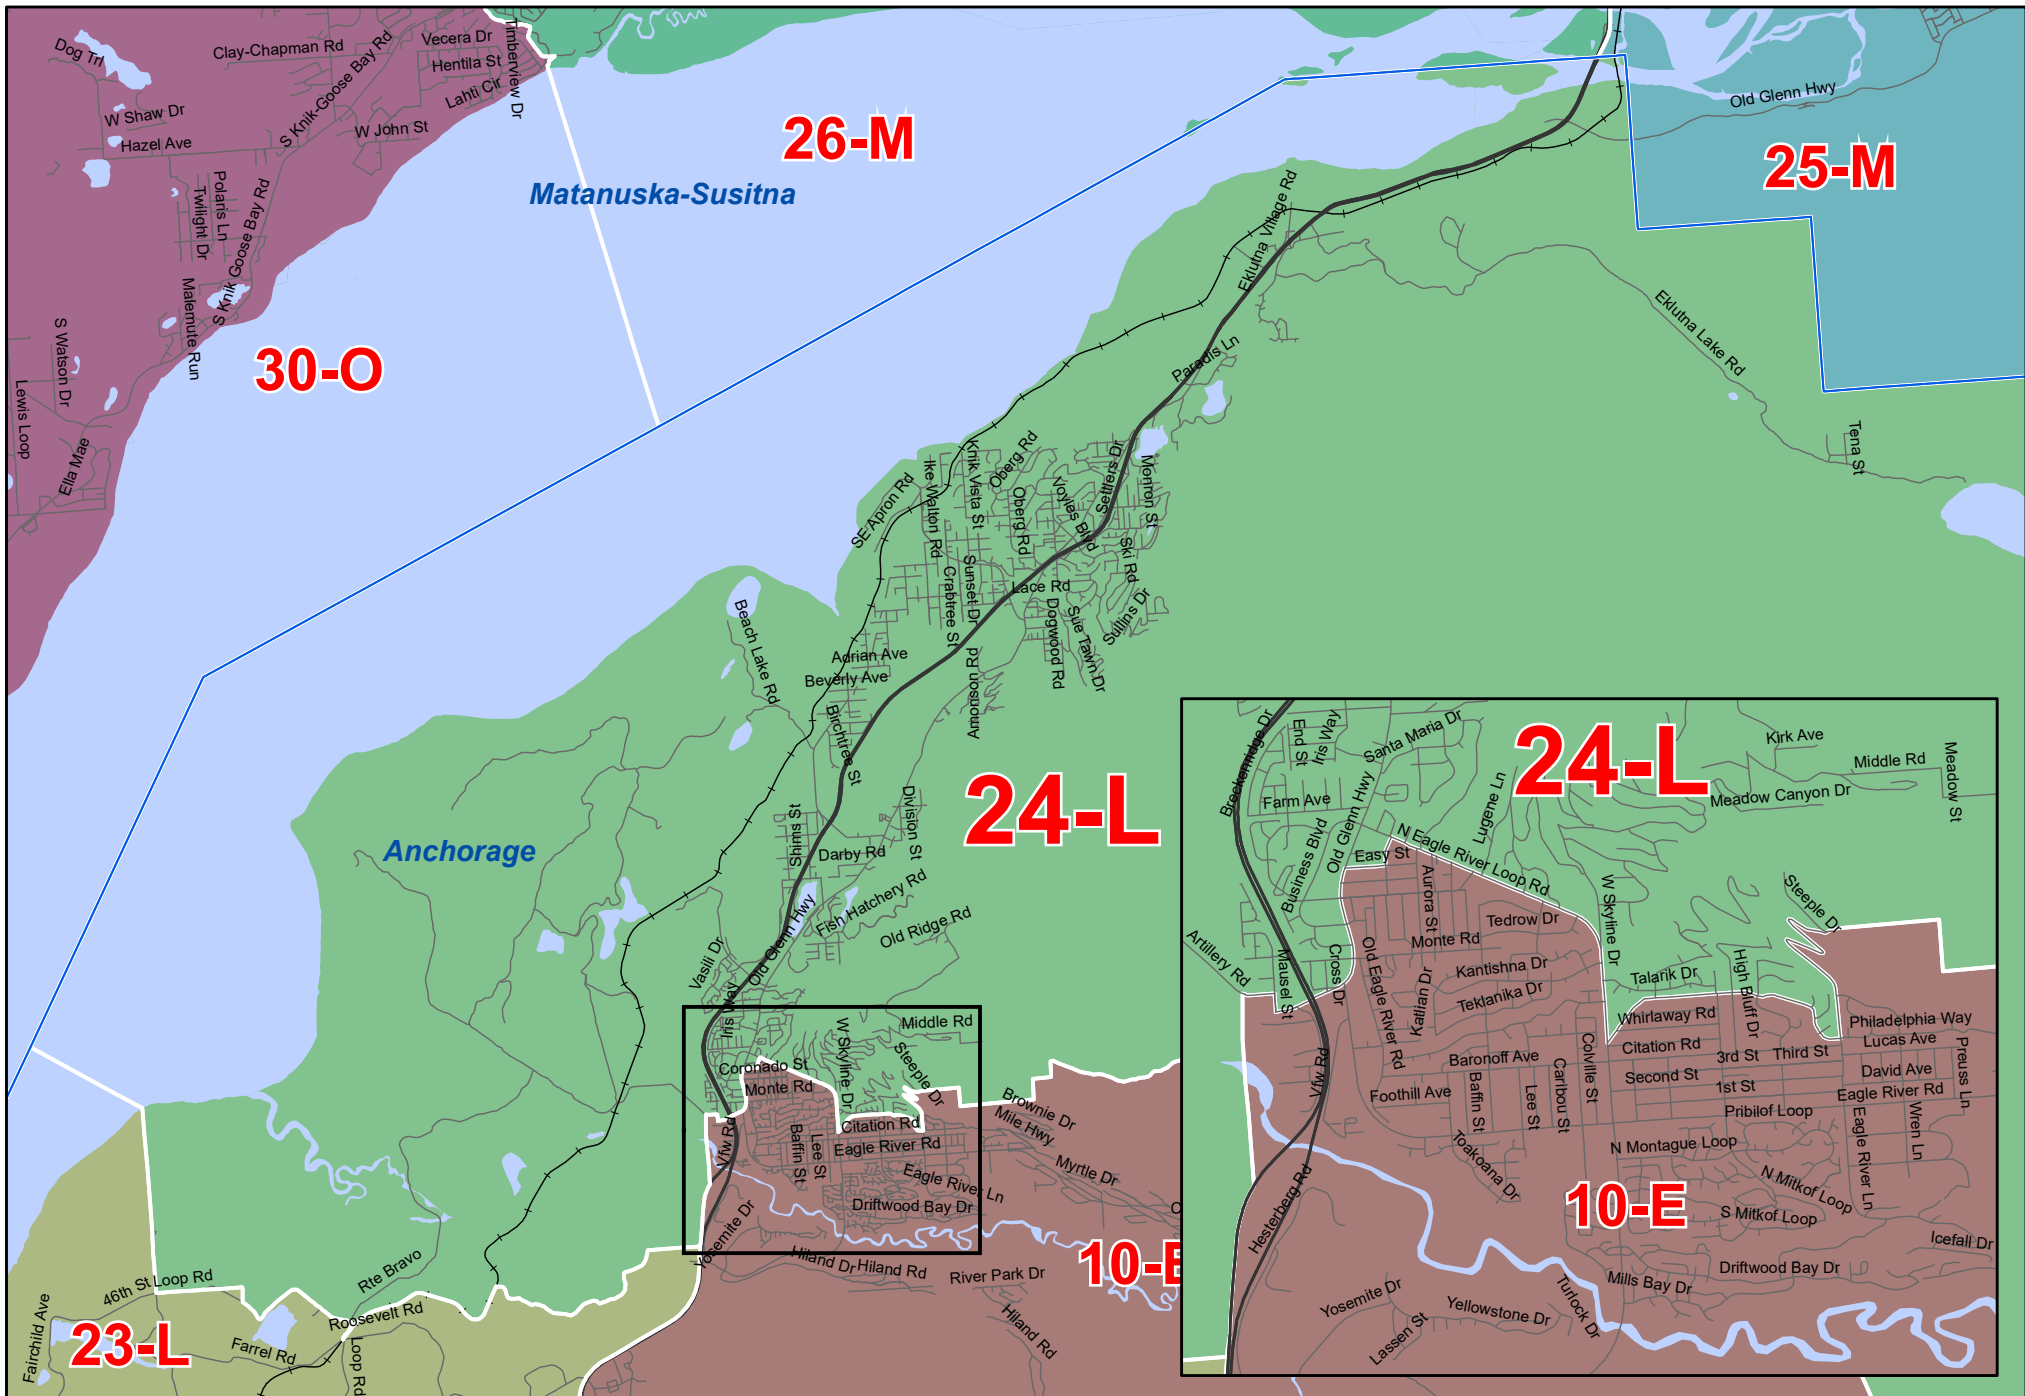 Dog Trl
Clay-Chapman Rd
Vecera Dr
Hentila St
Lahti Cir
Timberview Dr
S Knik-Goose Bay Rd
W Shaw Dr
W John St
Hazel Ave
Polaris Ln
Twilight Dr
S Knik Goose Bay Rd
Malemute Run
S Watson Dr
Lewis Loop
Ella Mae
30-O
26-M
Matanuska-Susitna
25-M
Old Glenn Hwy
Eklutna Village Rd
Eklutna Lake Rd
Tena St
Paradis Ln
Settlers Dr
Monron St
Oberg Rd
Knik Vista St
Ike Walton Rd
SE Apron Rd
Oberg Rd
Voyles Blvd
Ski Rd
Sullins Dr
Sunset Dr
Crabtree St
Lace Rd
Dogwood Rd
Sue Tawn Dr
Beach Lake Rd
Adrian Ave
Beverly Ave
Amonson Rd
Birchtree St
24-L
Anchorage
Division St
Stihns St
Darby Rd
Fish Hatchery Rd
Old Ridge Rd
Old Glenn Hwy
Vasili Dr
Iris Way
Middle Rd
W Skyline Dr
Steeple Dr
Coronado St
Monte Rd
Brownie Dr
Mile Hwy
Citation Rd
Vfw Rd
Baffin St
Lee St
Eagle River Rd
Myrtle Dr
Eagle River Ln
Driftwood Bay Dr
Yosemite Dr
Hiland Dr
Hiland Rd
River Park Dr
Hiland Rd
10-E
Rte Bravo
46th St Loop Rd
Roosevelt Rd
Fairchild Ave
23-L
Farrel Rd
Loop Rd
24-L
Breckenridge Dr
End St
Iris Way
Santa Maria Dr
Kirk Ave
Middle Rd
Meadow St
Meadow Canyon Dr
Farm Ave
Old Glenn Hwy
Lugene Ln
Business Blvd
Easy St
N Eagle River Loop Rd
Aurora St
W Skyline Dr
Steeple Dr
Tedrow Dr
Monte Rd
Artillery Rd
Mausel St
Cross Dr
Old Eagle River Rd
Katlian Dr
Kantishna Dr
Teklanika Dr
Talarik Dr
High Bluff Dr
Whirlaway Rd
Philadelphia Way
Citation Rd
3rd St
Third St
Lucas Ave
Preuss Ln
Baronoff Ave
Colville St
Vfw Rd
Second St
1st St
David Ave
Foothill Ave
Baffin St
Lee St
Caribou St
Eagle River Rd
Pribilof Loop
Wren Ln
Toakoana Dr
N Montague Loop
Eagle River Ln
N Mitkof Loop
Hesterberg Rd
10-E
S Mitkof Loop
Icefall Dr
Driftwood Bay Dr
Mills Bay Dr
Turlock Dr
Yosemite Dr
Yellowstone Dr
Lassen St